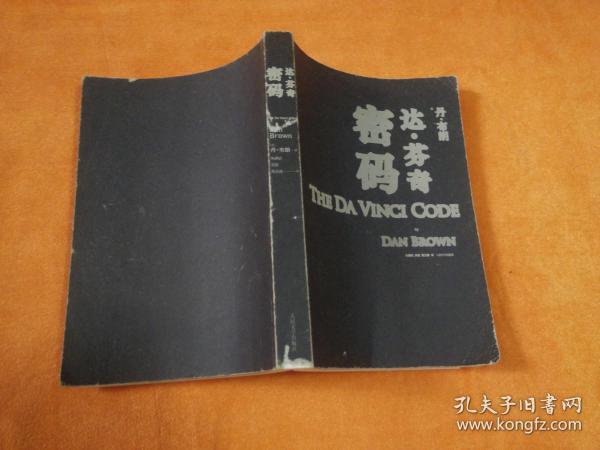 达·芬奇
密码
Brown
丹·布朗
丹·布朗
达·芬奇
密码
THE DA VINCI CODE
by
DAN BROWN
孔夫子旧书网
www.kongfz.com